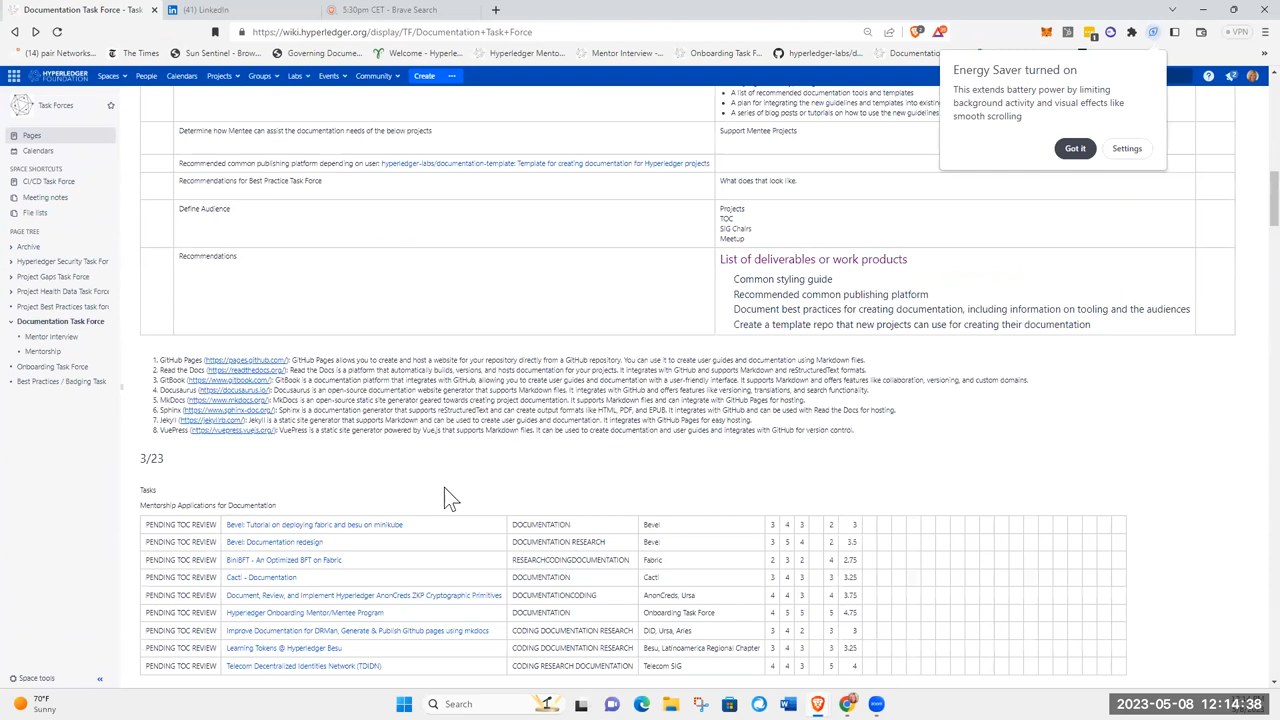 Documentation Task Force - Task
LinkedIn
5:30pm CET - Brave Search
https://wiki.hyperledger.org/display/TF/Documentation+Task+Force
VPN
(14) pair Networks...
The Times
Sun Sentinel - Brow...
Governing Docume...
Hyperledger Mento...
Mentor Interview -...
Onboarding Task F...
github:hyperledger-labs/d...
HYPERLEDGER FOUNDATION
Spaces
People
Calendars
Projects
Groups
Labs
Events
Community
Create
Energy Saver turned on
This extends battery power by limiting
background activity and visual effects like
smooth scrolling
Got it
Settings
Task Forces
Pages
Calendars
SPACE SHORTCUTS
CI/CD Task Force
Meeting notes
File lists
PAGE TREE
Archive
Hyperledger Security Task For
Project Gaps Task Force
Project Health Data Task Force
Project Best Practices task for
Documentation Task Force
Mentor Interview
Mentorship
Onboarding Task Force
Best Practices / Badging Task
Space tools
A list of recommended documentation tools and templates
A plan for integrating the new guidelines and templates into existin
A series of blog posts or tutorials on how to use the new guidelines
Determine how Mentee can assist the documentation needs of the below projects
Support Mentee Projects
Recommended common publishing platform depending on user: hyperledger-labs/documentation-template: Template for creating documentation for Hyperledger projects
Recommendations for Best Practice Task Force
What does that look like.
Define Audience
Projects
TOC
SIG Chairs
Meetup
Recommendations
List of deliverables or work products
Common styling guide
Recommended common publishing platform
Document best practices for creating documentation, including information on tooling and the audiences
Create a template repo that new projects can use for creating their documentation
1. GitHub Pages (https://pages.github.com/): GitHub Pages allows you to create and host a website for your repository directly from a GitHub repository. You can use it to create user guides and documentation using Markdown files.
2. Read the Docs (https://readthedocs.org/): Read the Docs is a platform that automatically builds, versions, and hosts documentation for your projects. It integrates with GitHub and supports Markdown and reStructuredText formats.
3. GitBook (https://www.gitbook.com/): GitBook is a documentation platform that integrates with GitHub, allowing you to create user guides and documentation with a user-friendly interface. It supports Markdown and offers features like collaboration, versioning, and custom domains.
4. Docusaurus (https://docusaurus.io/): Docusaurus is an open-source documentation website generator that supports Markdown files. It integrates with GitHub and offers features like versioning, translations, and search functionality.
5. MkDocs (https://www.mkdocs.org/): MkDocs is an open-source static site generator geared towards creating project documentation. It supports Markdown files and can integrate with GitHub Pages for hosting.
6. Sphinx (https://www.sphinx-doc.org/): Sphinx is a documentation generator that supports reStructuredText and can create output formats like HTML, PDF, and EPUB. It integrates with GitHub and can be used with Read the Docs for hosting.
7. Jekyll (https://jekyllrb.com/): Jekyll is a static site generator that supports Markdown and can be used to create user guides and documentation. It integrates with GitHub Pages for easy hosting.
8. VuePress (https://vuepress.vuejs.org/): VuePress is a static site generator powered by Vue.js that supports Markdown files. It can be used to create documentation and user guides and integrates with GitHub for version control.
3/23
Tasks
Mentorship Applications for Documentation
PENDING TOC REVIEW Bevel: Tutorial on deploying fabric and besu on minikube DOCUMENTATION Bevel 3 4 3 2 3
PENDING TOC REVIEW Bevel: Documentation redesign DOCUMENTATION RESEARCH Bevel 3 5 4 2 3.5
PENDING TOC REVIEW BiniBFT - An Optimized BFT on Fabric RESEARCHCODINGDOCUMENTATION Fabric 2 3 2 4 2.75
PENDING TOC REVIEW Cacti - Documentation DOCUMENTATION Cacti 3 4 3 3 3.25
PENDING TOC REVIEW Document, Review, and Implement Hyperledger AnonCreds ZKP Cryptographic Primitives DOCUMENTATIONCODING AnonCreds, Ursa 4 4 3 4 3.75
PENDING TOC REVIEW Hyperledger Onboarding Mentor/Mentee Program DOCUMENTATION Onboarding Task Force 4 5 5 5 4.75
PENDING TOC REVIEW Improve Documentation for DRMan, Generate & Publish Github pages using mkdocs CODING DOCUMENTATION RESEARCH DID, Ursa, Aries 3 4 2 3 3
PENDING TOC REVIEW Learning Tokens @ Hyperledger Besu CODING DOCUMENTATION RESEARCH Besu, Latinoamerica Regional Chapter 3 4 3 3 3.25
PENDING TOC REVIEW Telecom Decentralized Identities Network (TDIDN) CODING RESEARCH DOCUMENTATION Telecom SIG 4 4 3 5 4
70°F
Sunny
Search
2023-05-08 12:14:38